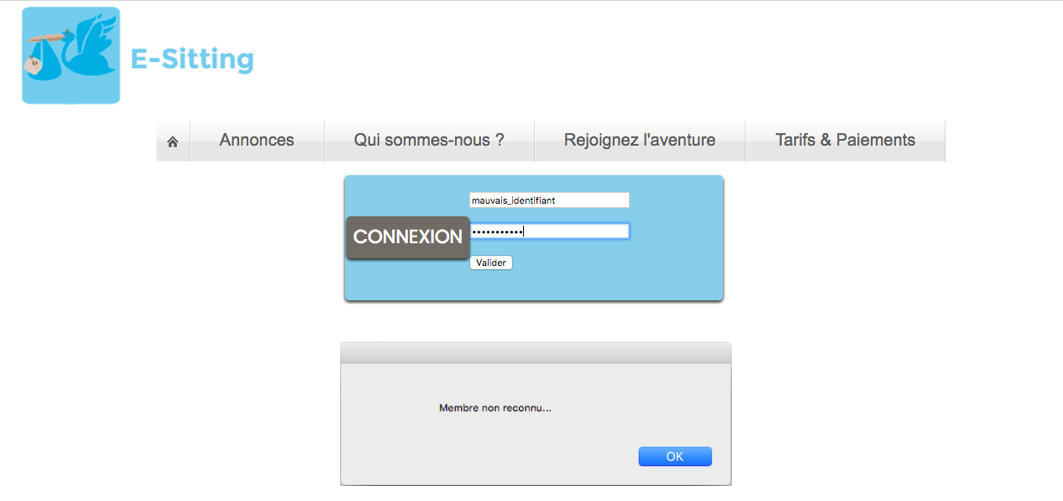 E-Sitting
Annonces Qui sommes-nous ? Rejoignez l'aventure Tarifs & Paiements
mauvais_identifiant
CONNEXION •••••••••••
Valider
Membre non reconnu...
OK